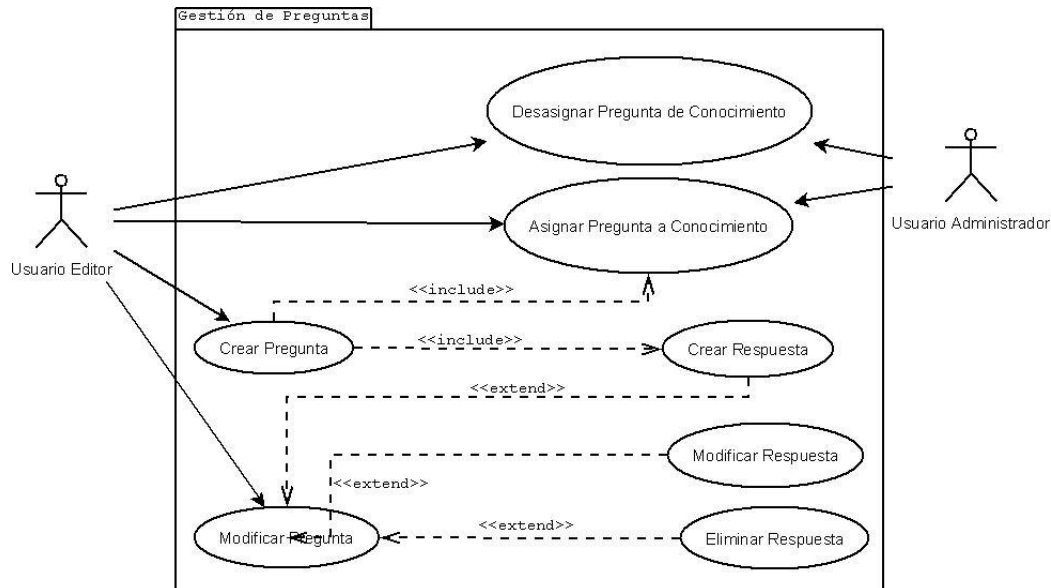 Gestión de Preguntas
Desasignar Pregunta de Conocimiento
Usuario Administrador
Asignar Pregunta a Conocimiento
Usuario Editor
<<include>>
Crear Pregunta
<<include>>
Crear Respuesta
<<extend>>
Modificar Respuesta
<<extend>>
<<extend>>
Modificar Pregunta
Eliminar Respuesta